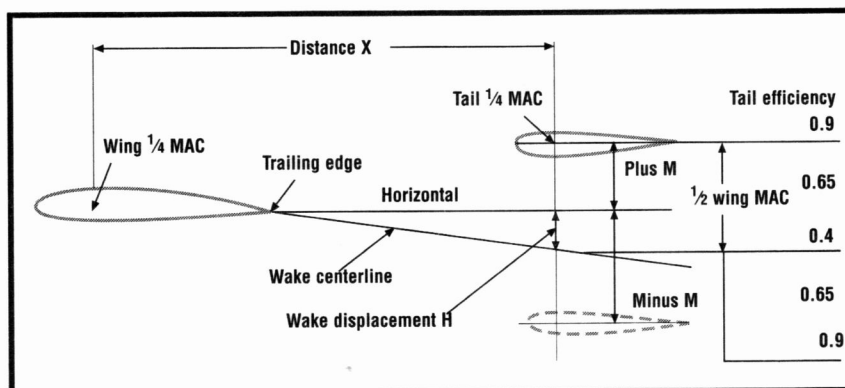 Distance X
Tail ¼ MAC
Tail efficiency
0.9
Wing ¼ MAC
Trailing edge
Plus M
Horizontal
0.65
½ wing MAC
0.4
Wake centerline
Minus M
0.65
Wake displacement H
0.9